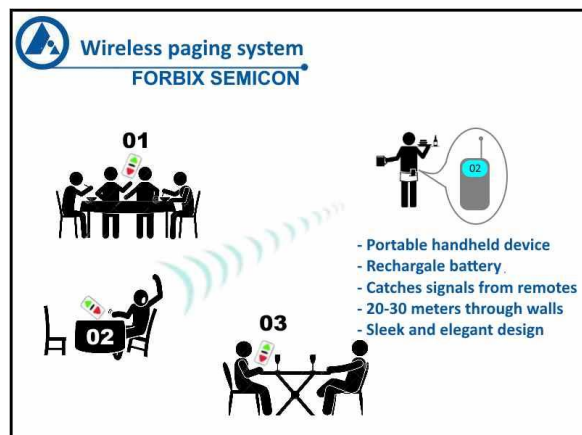 Wireless paging system
FORBIX SEMICON
01
02
- Portable handheld device
- Rechargale battery
- Catches signals from remotes
- 20-30 meters through walls
- Sleek and elegant design
02
03